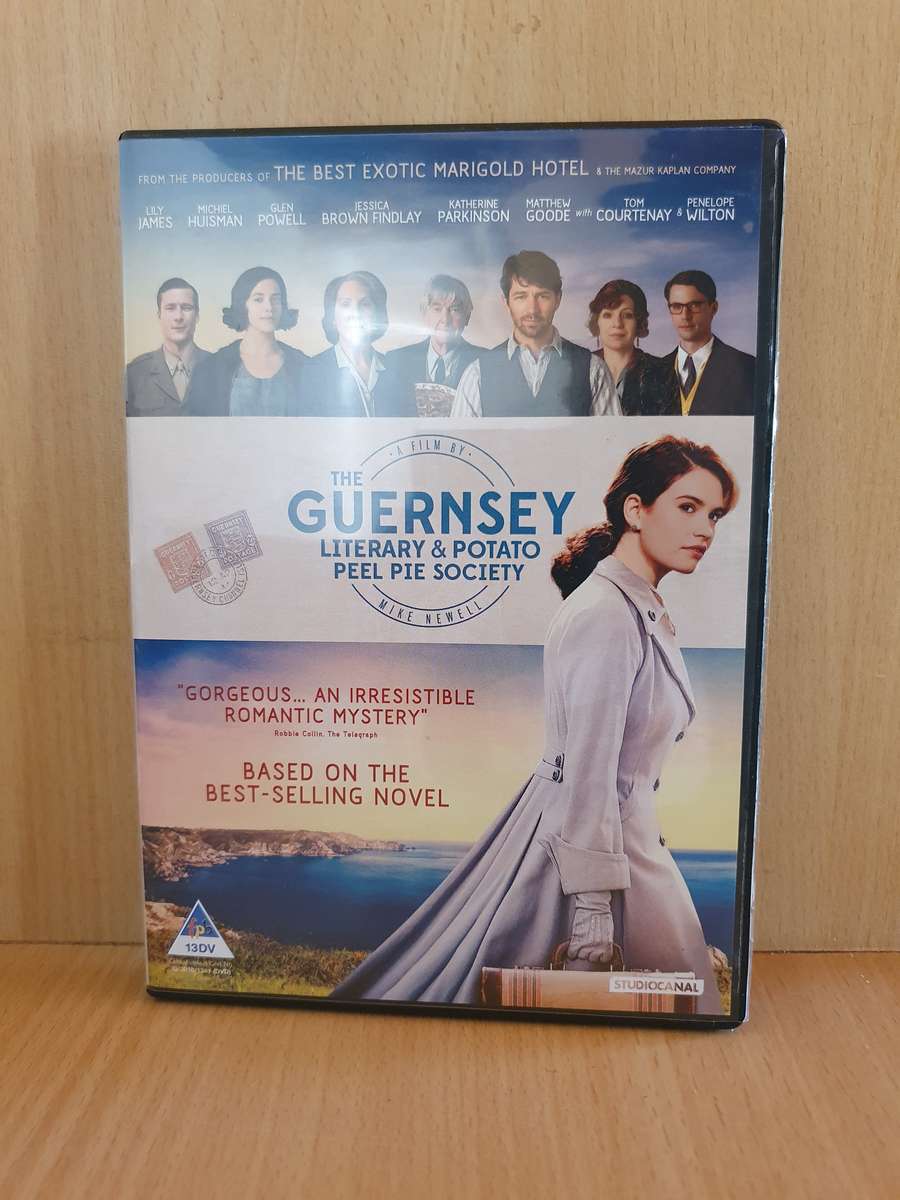 FROM THE PRODUCERS OF THE BEST EXOTIC MARIGOLD HOTEL & THE MAZUR KAPLAN COMPANY
LILY JAMES MICHIEL HUISMAN GLEN POWELL JESSICA BROWN FINDLAY KATHERINE PARKINSON MATTHEW GOODE with TOM COURTENAY & PENELOPE WILTON
· A FILM BY ·
THE
GUERNSEY
LITERARY & POTATO
PEEL PIE SOCIETY
MIKE NEWELL
GUERNSEY
"GORGEOUS... AN IRRESISTIBLE
ROMANTIC MYSTERY"
Robbie Collin, The Telegraph
BASED ON THE
BEST-SELLING NOVEL
13DV
STUDIOCANAL